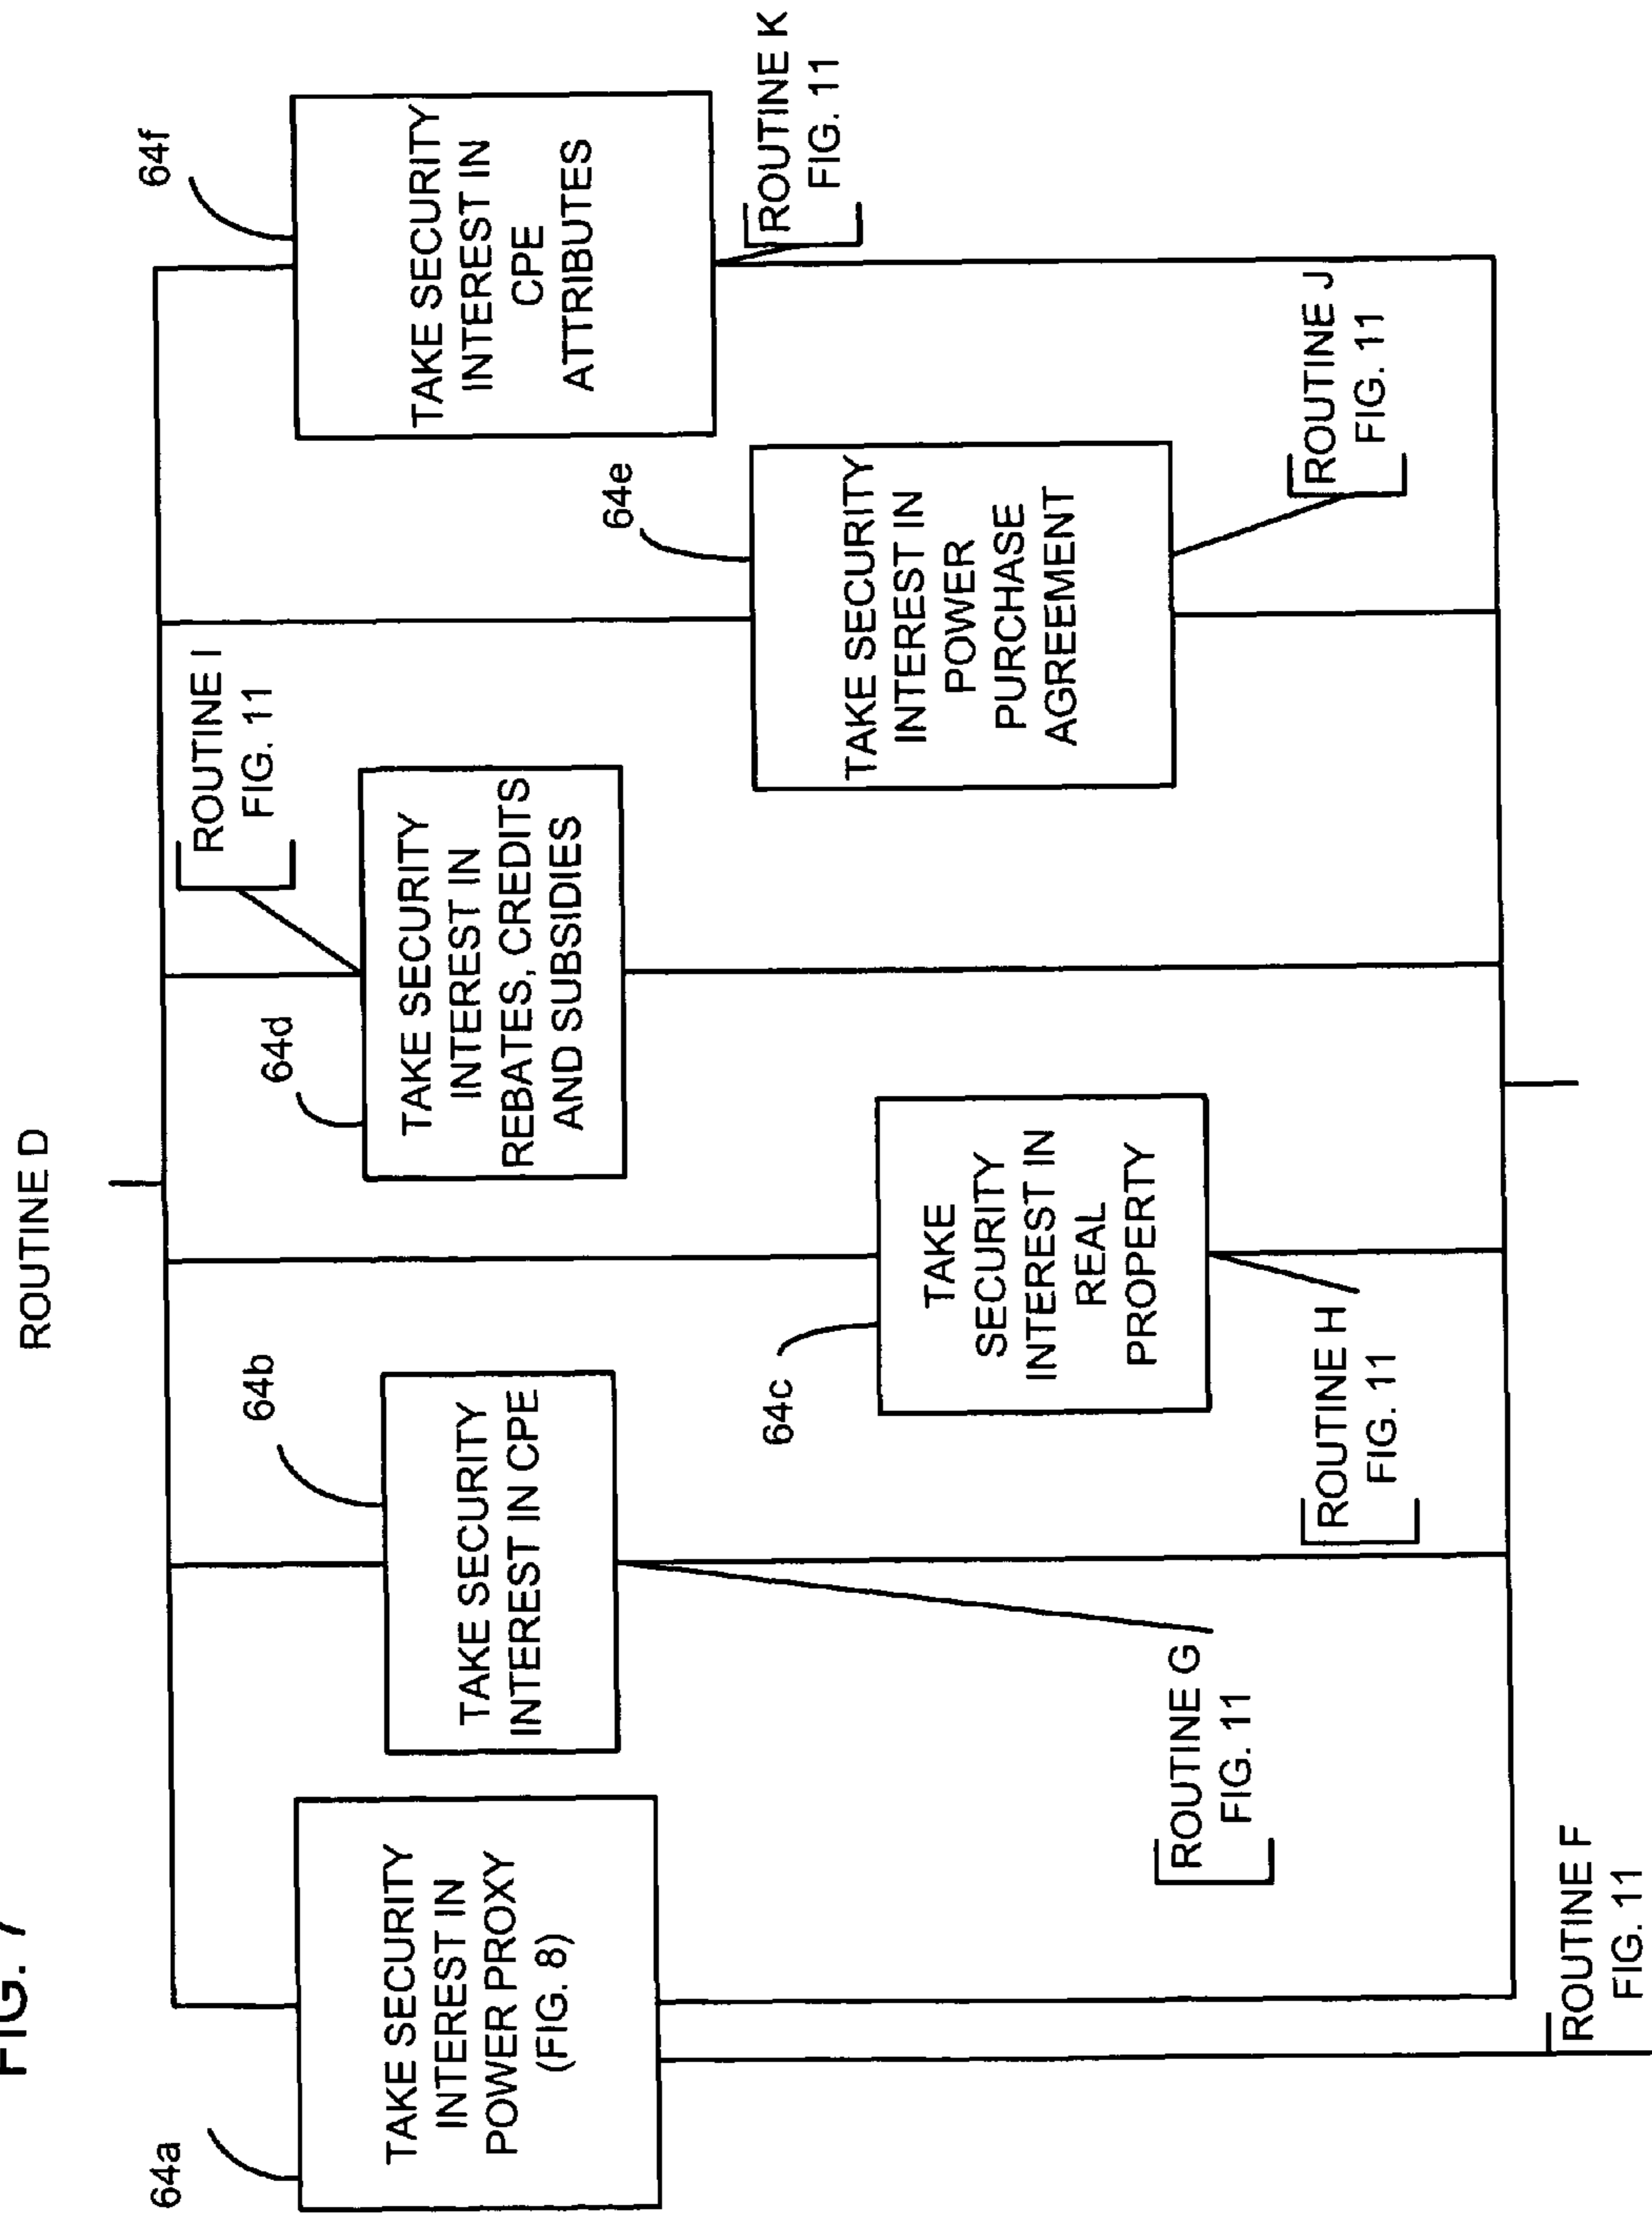 FIG. 7
ROUTINE D
64a
TAKE SECURITY
INTEREST IN
POWER PROXY
(FIG. 8)
ROUTINE F
FIG. 11
64b
TAKE SECURITY
INTEREST IN CPE
ROUTINE G
FIG. 11
64c
TAKE
SECURITY
INTEREST IN
REAL
PROPERTY
ROUTINE H
FIG. 11
64d
TAKE SECURITY
INTEREST IN
REBATES, CREDITS
AND SUBSIDIES
ROUTINE I
FIG. 11
64e
TAKE SECURITY
INTEREST IN
POWER
PURCHASE
AGREEMENT
ROUTINE J
FIG. 11
64f
TAKE SECURITY
INTEREST IN
CPE
ATTRIBUTES
ROUTINE K
FIG. 11